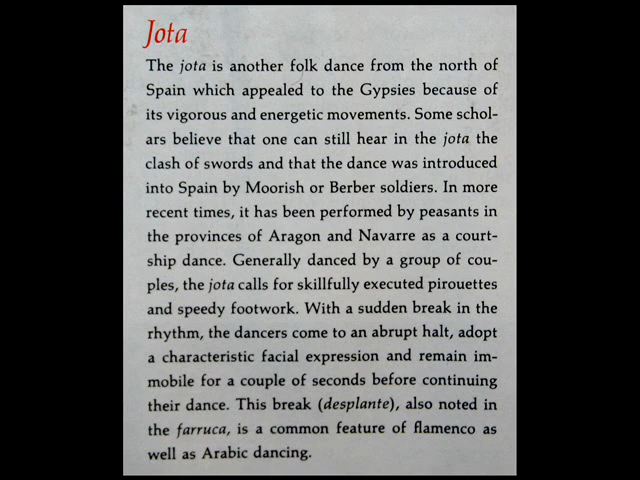 Jota
The jota is another folk dance from the north of
Spain which appealed to the Gypsies because of
its vigorous and energetic movements. Some schol-
ars believe that one can still hear in the jota the
clash of swords and that the dance was introduced
into Spain by Moorish or Berber soldiers. In more
recent times, it has been performed by peasants in
the provinces of Aragon and Navarre as a court-
ship dance. Generally danced by a group of cou-
ples, the jota calls for skillfully executed pirouettes
and speedy footwork. With a sudden break in the
rhythm, the dancers come to an abrupt halt, adopt
a characteristic facial expression and remain im-
mobile for a couple of seconds before continuing
their dance. This break (desplante), also noted in
the farruca, is a common feature of flamenco as
well as Arabic dancing.